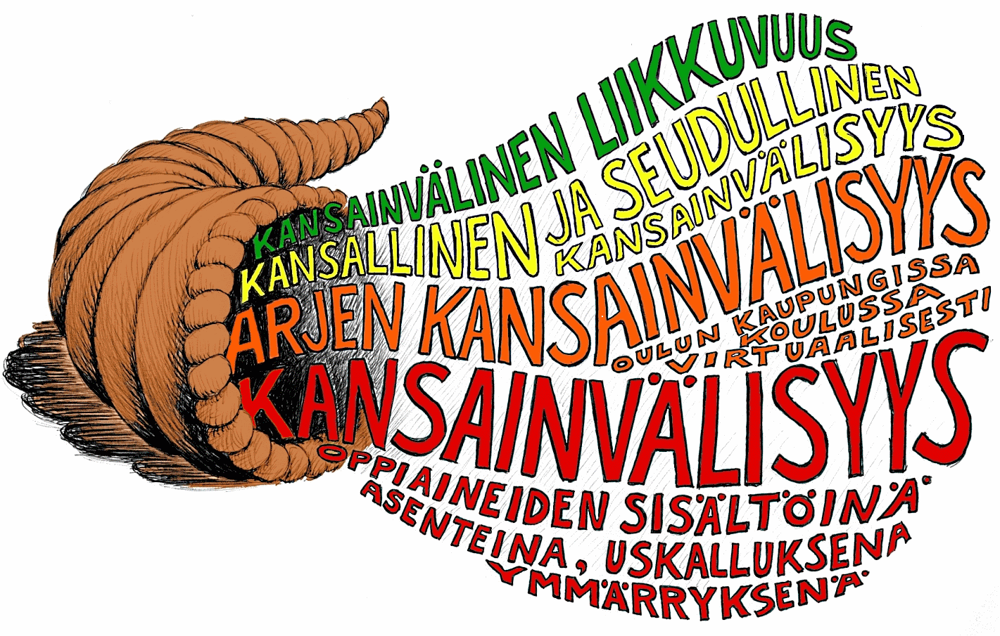 KANSAINVÄLINEN LIIKKUVUUS
KANSALLINEN JA SEUDULLINEN
KANSAINVÄLISYYS
ARJEN KANSAINVÄLISYYS
OULUN KAUPUNGISSA
KOULUSSA
VIRTUAALISESTI
KANSAINVÄLISYYS
OPPIAINEIDEN SISÄLTÖINÄ
ASENTEINA, USKALLUKSENA
YMMÄRRYKSENÄ